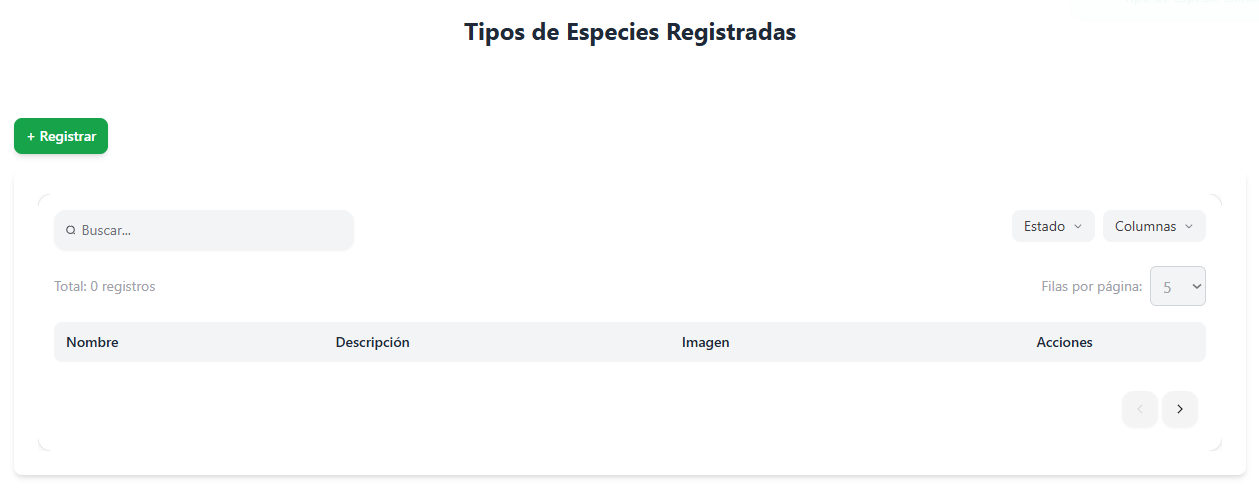 Tipos de Especies Registradas
+ Registrar
Buscar...
Estado
Columnas
Total: 0 registros
Filas por página:
5
Nombre
Descripción
Imagen
Acciones